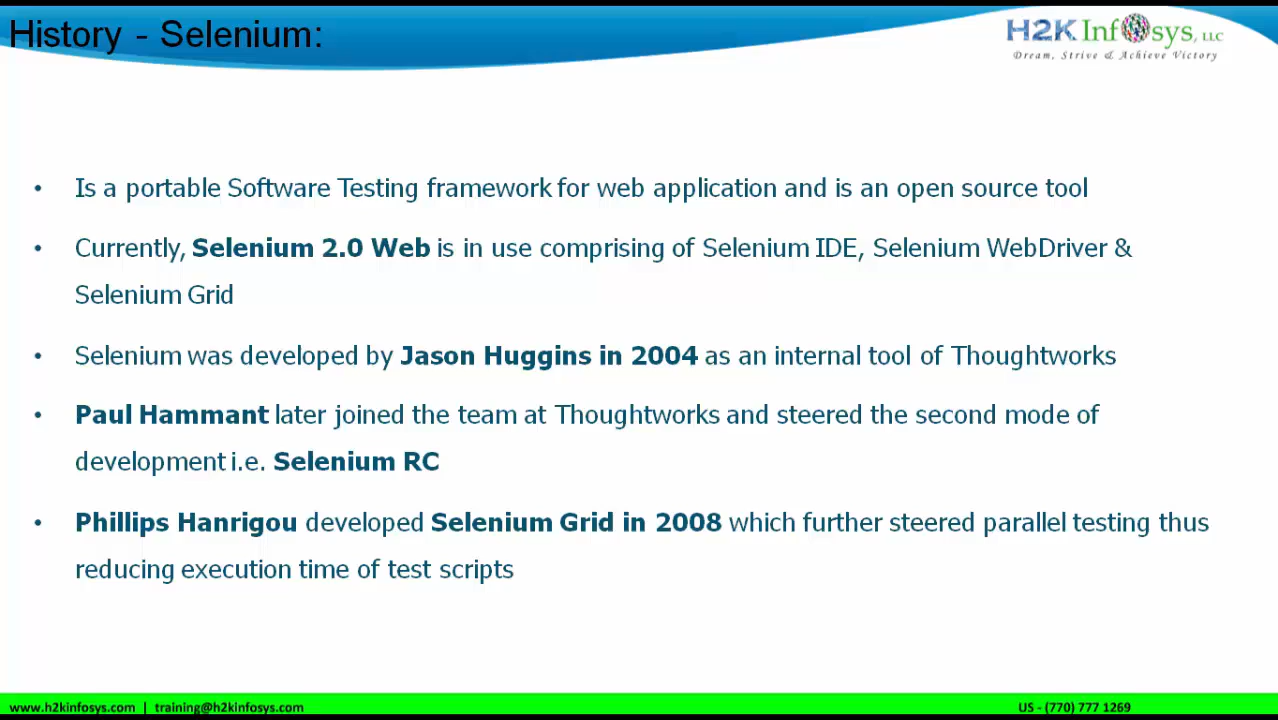 History - Selenium:
H2K Infosys, LLC
Dream, Strive & Achieve Victory
• Is a portable Software Testing framework for web application and is an open source tool
• Currently, Selenium 2.0 Web is in use comprising of Selenium IDE, Selenium WebDriver &
Selenium Grid
• Selenium was developed by Jason Huggins in 2004 as an internal tool of Thoughtworks
• Paul Hammant later joined the team at Thoughtworks and steered the second mode of
development i.e. Selenium RC
• Phillips Hanrigou developed Selenium Grid in 2008 which further steered parallel testing thus
reducing execution time of test scripts
www.h2kinfosys.com | training@h2kinfosys.com
US - (770) 777 1269